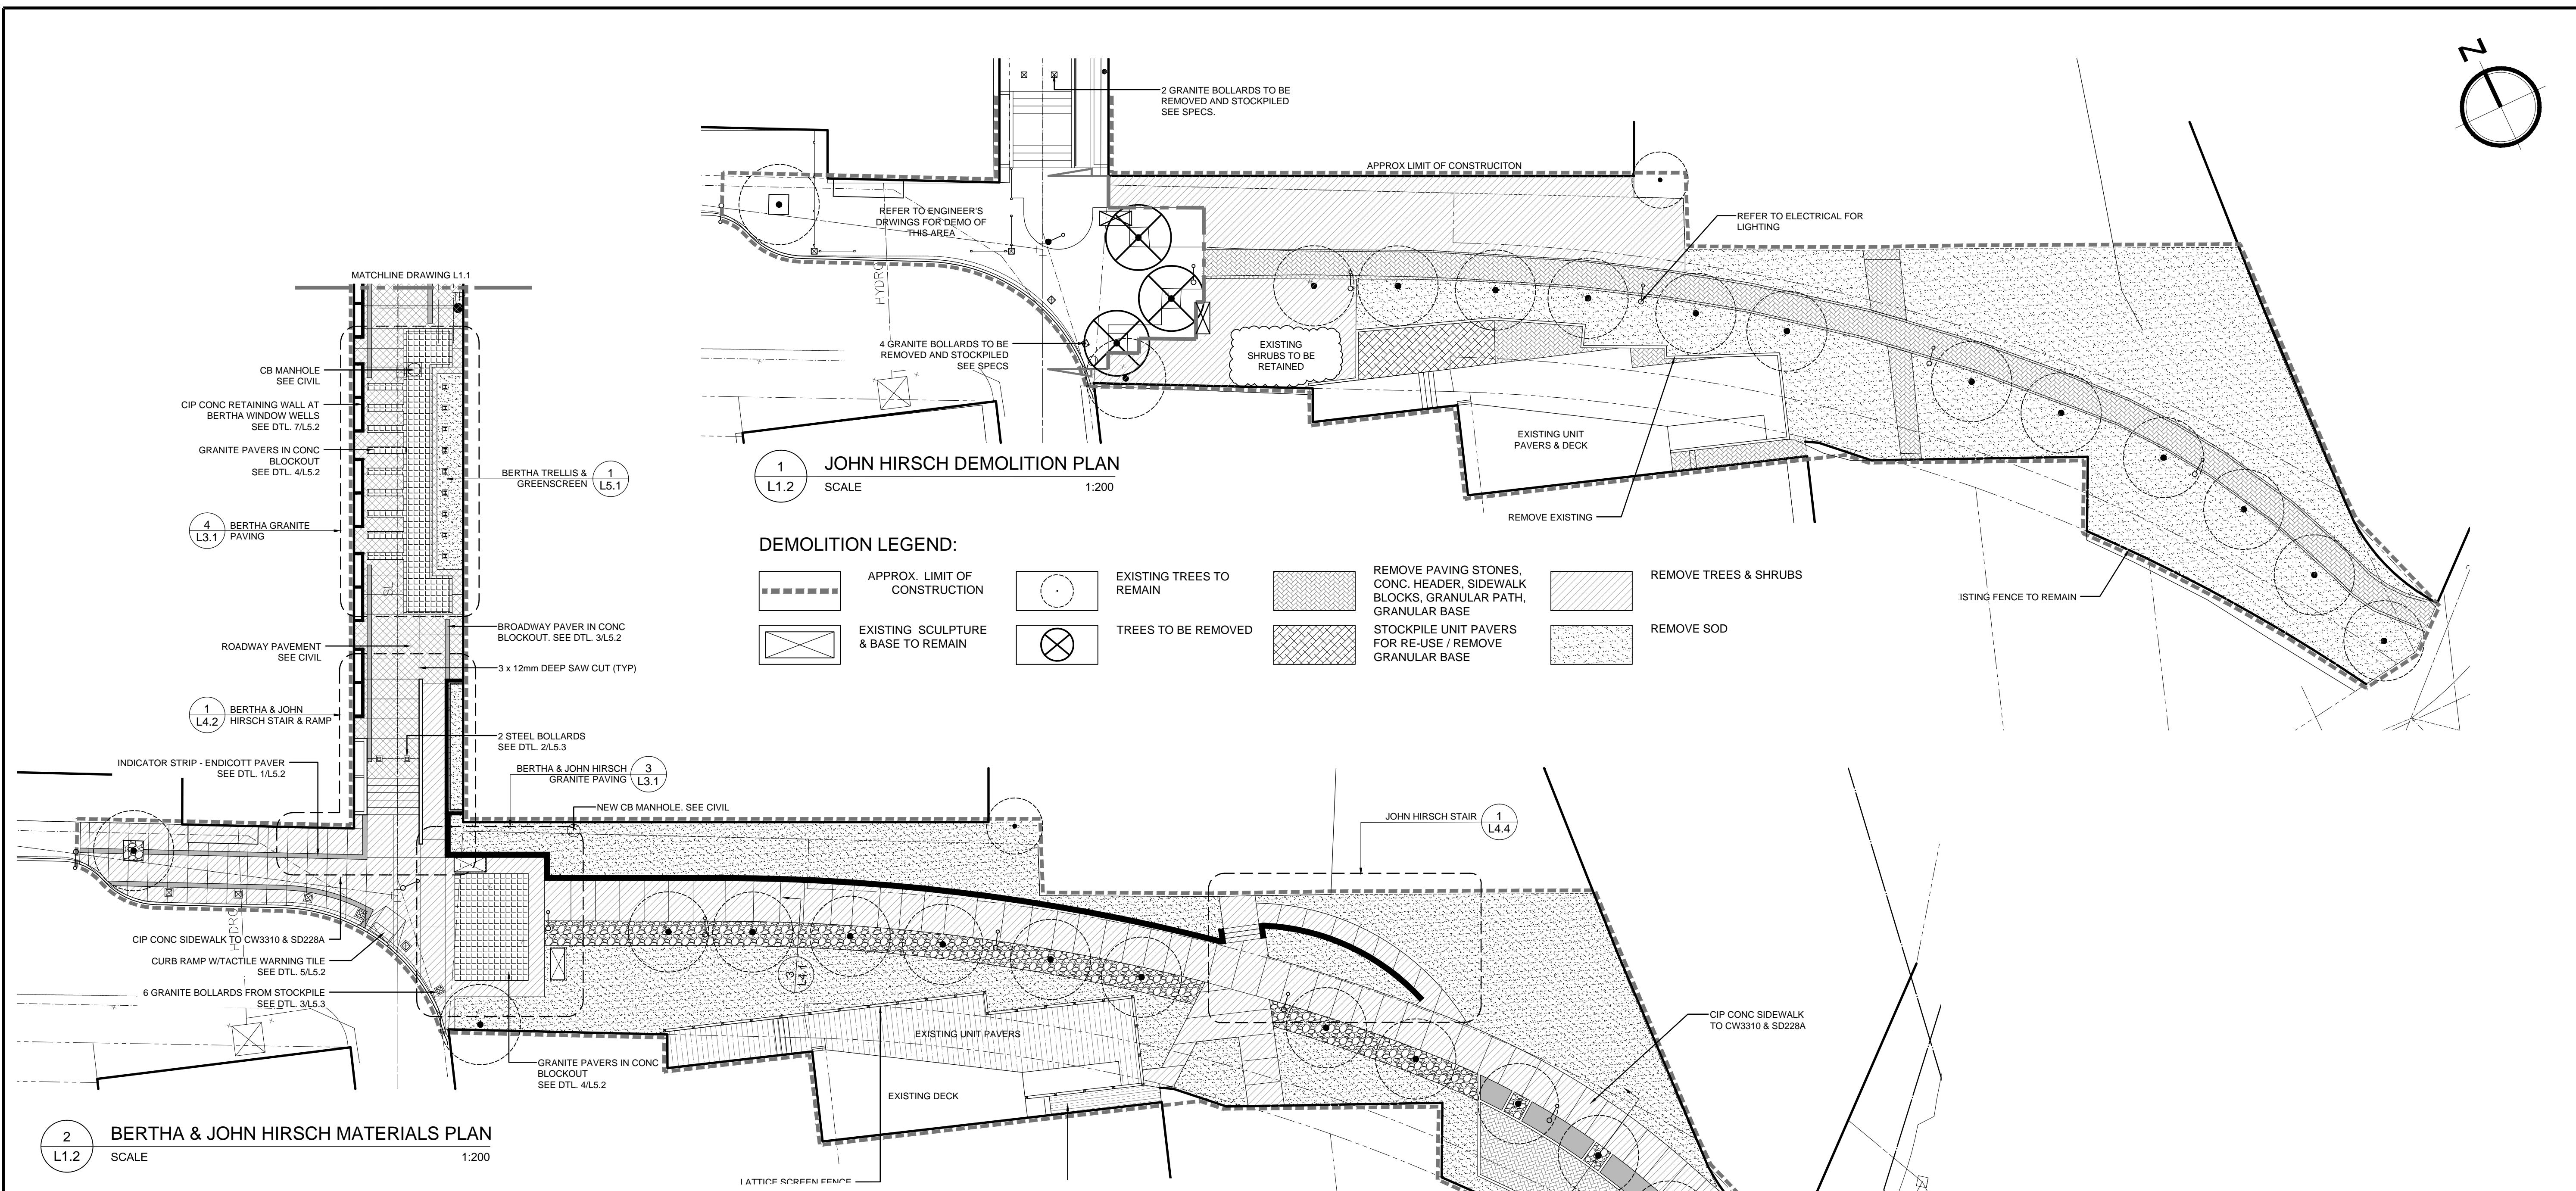 N
2 GRANITE BOLLARDS TO BE
REMOVED AND STOCKPILED
SEE SPECS.
APPROX LIMIT OF CONSTRUCITON
REFER TO ENGINEER'S
DRWINGS FOR DEMO OF
THIS AREA
HYDRO
REFER TO ELECTRICAL FOR
LIGHTING
4 GRANITE BOLLARDS TO BE
REMOVED AND STOCKPILED
SEE SPECS
EXISTING
SHRUBS TO BE
RETAINED
EXISTING UNIT
PAVERS & DECK
REMOVE EXISTING
ISTING FENCE TO REMAIN
1
L1.2
JOHN HIRSCH DEMOLITION PLAN
SCALE
1:200
DEMOLITION LEGEND:
APPROX. LIMIT OF
CONSTRUCTION
EXISTING TREES TO
REMAIN
REMOVE PAVING STONES,
CONC. HEADER, SIDEWALK
BLOCKS, GRANULAR PATH,
GRANULAR BASE
REMOVE TREES & SHRUBS
EXISTING SCULPTURE
& BASE TO REMAIN
TREES TO BE REMOVED
STOCKPILE UNIT PAVERS
FOR RE-USE / REMOVE
GRANULAR BASE
REMOVE SOD
MATCHLINE DRAWING L1.1
CB MANHOLE
SEE CIVIL
CIP CONC RETAINING WALL AT
BERTHA WINDOW WELLS
SEE DTL. 7/L5.2
GRANITE PAVERS IN CONC
BLOCKOUT
SEE DTL. 4/L5.2
BERTHA TRELLIS &
GREENSCREEN
1
L5.1
4
L3.1
BERTHA GRANITE
PAVING
SL
ROADWAY PAVEMENT
SEE CIVIL
BROADWAY PAVER IN CONC
BLOCKOUT. SEE DTL. 3/L5.2
3 x 12mm DEEP SAW CUT (TYP)
1
L4.2
BERTHA & JOHN
HIRSCH STAIR & RAMP
2 STEEL BOLLARDS
SEE DTL. 2/L5.3
INDICATOR STRIP - ENDICOTT PAVER
SEE DTL. 1/L5.2
BERTHA & JOHN HIRSCH
GRANITE PAVING
3
L3.1
NEW CB MANHOLE. SEE CIVIL
JOHN HIRSCH STAIR
1
L4.4
HYDRO
CIP CONC SIDEWALK TO CW3310 & SD228A
CURB RAMP W/TACTILE WARNING TILE
SEE DTL. 5/L5.2
6 GRANITE BOLLARDS FROM STOCKPILE
SEE DTL. 3/L5.3
3
L4.1
CIP CONC SIDEWALK
TO CW3310 & SD228A
EXISTING UNIT PAVERS
GRANITE PAVERS IN CONC
BLOCKOUT
SEE DTL. 4/L5.2
EXISTING DECK
LATTICE SCREEN FENCE
2
L1.2
BERTHA & JOHN HIRSCH MATERIALS PLAN
SCALE
1:200